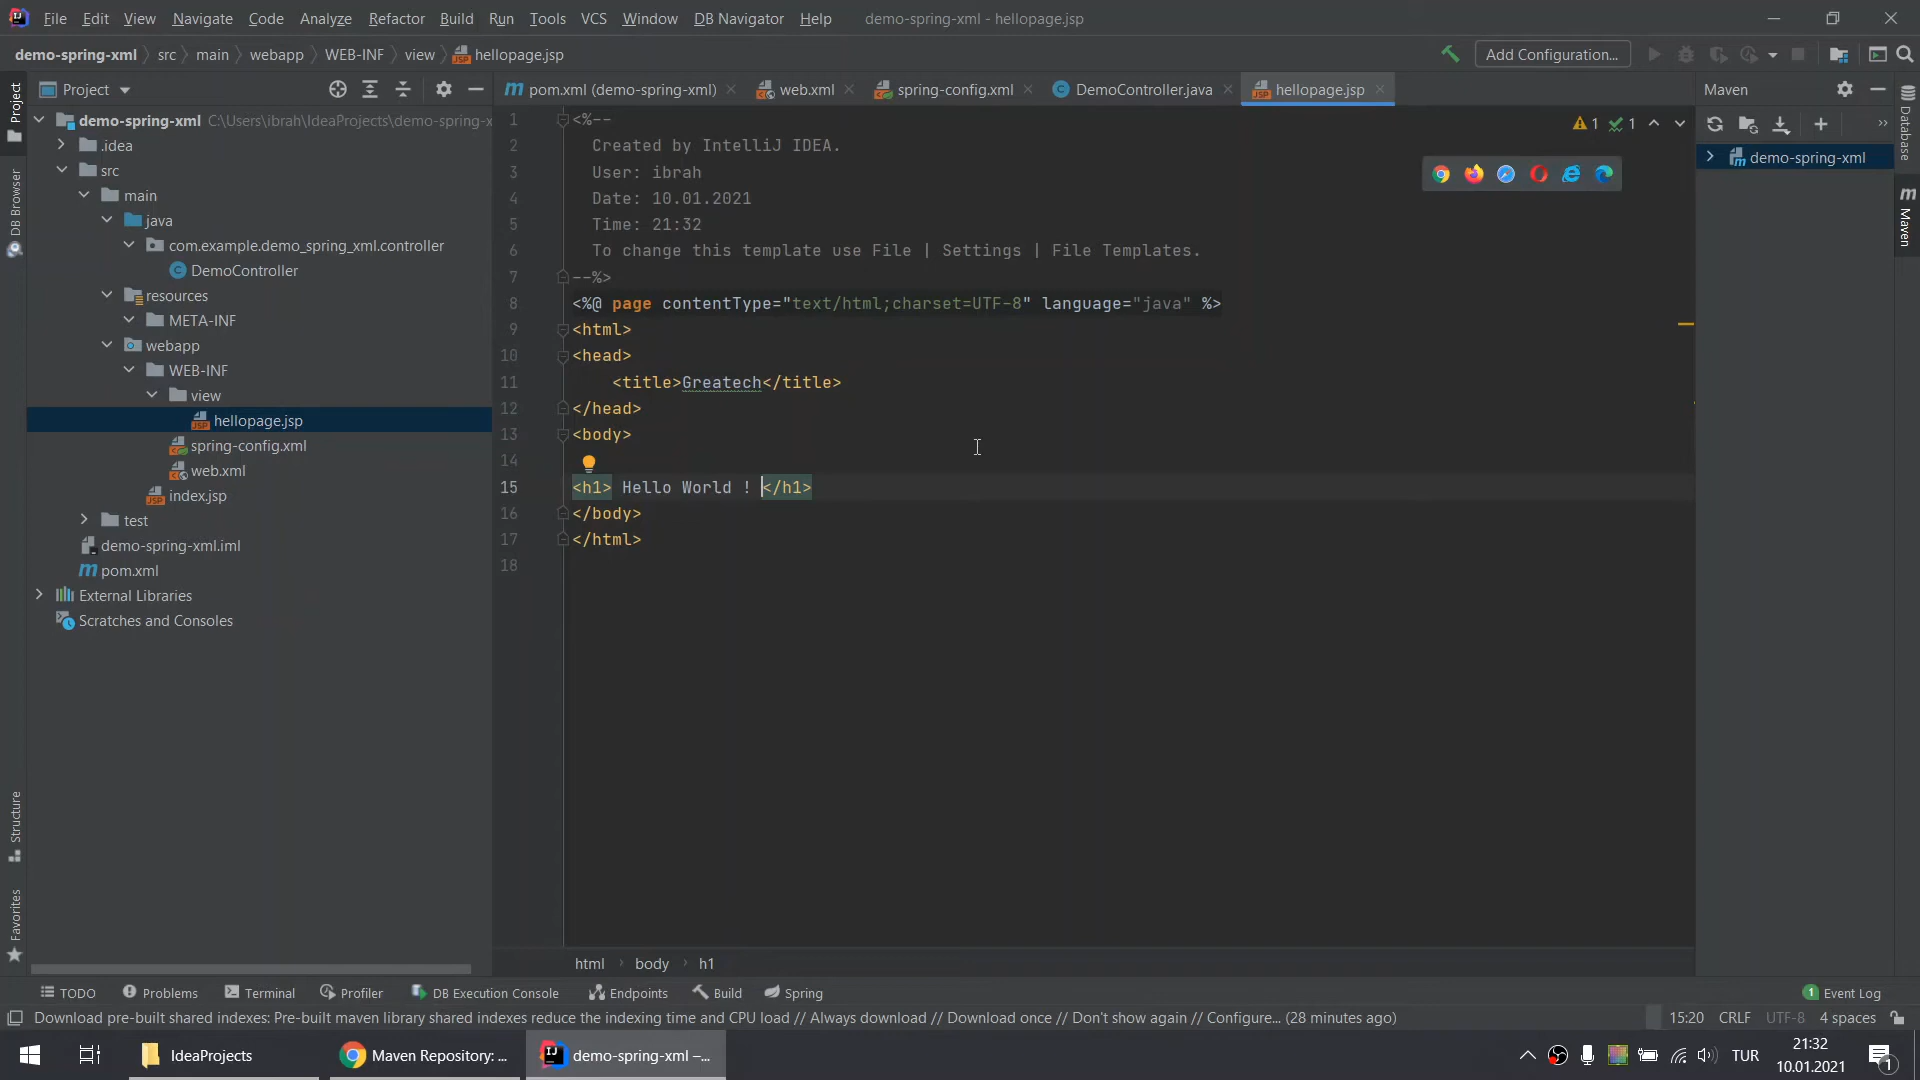 File Edit View Navigate Code Analyze Refactor Build Run Tools VCS Window DB Navigator Help demo-spring-xml - hellopage.jsp
demo-spring-xml src main webapp WEB-INF view hellopage.jsp Add Configuration...
Project
DB Browser
Structure
Favorites
Project
demo-spring-xml C:\Users\ibrah\IdeaProjects\demo-spring-x
.idea
src
main
java
com.example.demo_spring_xml.controller
DemoController
resources
META-INF
webapp
WEB-INF
view
hellopage.jsp
spring-config.xml
web.xml
index.jsp
test
demo-spring-xml.iml
pom.xml
External Libraries
Scratches and Consoles
pom.xml (demo-spring-xml) web.xml spring-config.xml DemoController.java hellopage.jsp
1 <%--
2 Created by IntelliJ IDEA.
3 User: ibrah
4 Date: 10.01.2021
5 Time: 21:32
6 To change this template use File | Settings | File Templates.
7 --%>
8 <%@ page contentType="text/html;charset=UTF-8" language="java" %>
9 <html>
10 <head>
11 <title>Greatech</title>
12 </head>
13 <body>
14
15 <h1> Hello World ! </h1>
16 </body>
17 </html>
18
1 1
html body h1
Maven
demo-spring-xml
Database
Maven
TODO Problems Terminal Profiler DB Execution Console Endpoints Build Spring 1 Event Log
Download pre-built shared indexes: Pre-built maven library shared indexes reduce the indexing time and CPU load // Always download // Download once // Don't show again // Configure... (28 minutes ago) 15:20 CRLF UTF-8 4 spaces
IdeaProjects Maven Repository: ... demo-spring-xml –... TUR 21:32
10.01.2021
1